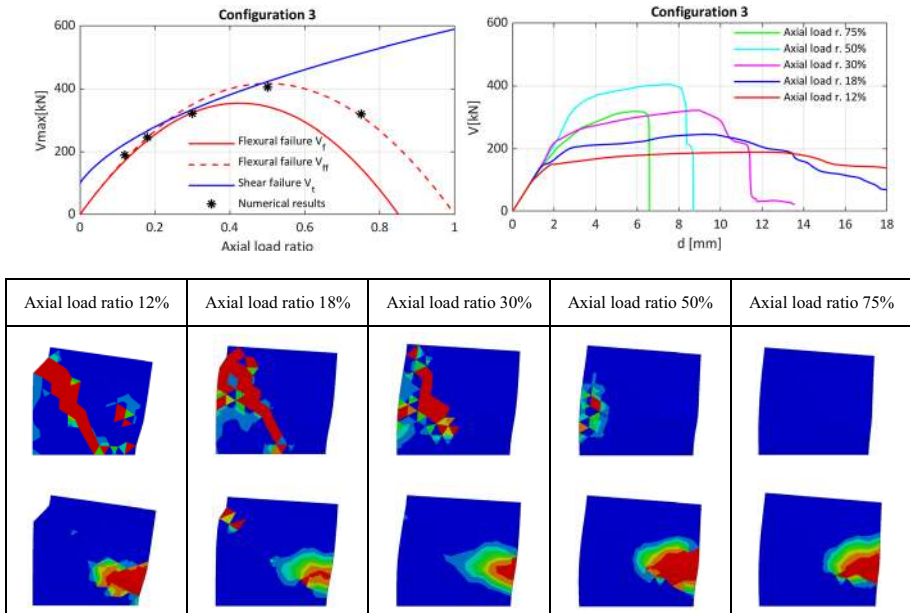 Configuration 3
600
400
200
0
Vmax[kN]
Flexural failure Vf
Flexural failure Vff
Shear failure Vt
Numerical results
0 0.2 0.4 0.6 0.8 1
Axial load ratio
Configuration 3
600
400
200
0
V[kN]
Axial load r. 75%
Axial load r. 50%
Axial load r. 30%
Axial load r. 18%
Axial load r. 12%
0 2 4 6 8 10 12 14 16 18
d [mm]
Axial load ratio 12% Axial load ratio 18% Axial load ratio 30% Axial load ratio 50% Axial load ratio 75%